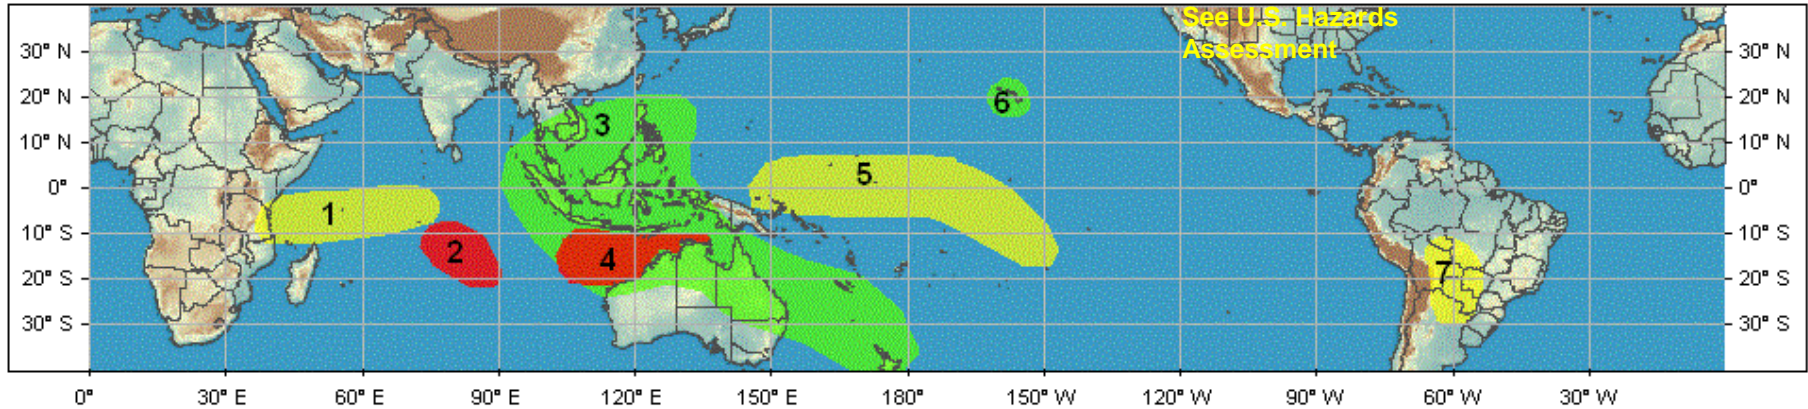 See U.S. Hazards
Assessment
30° N 30° N
6
20° N 20° N
3
10° N 10° N
5
0° 0°
1
10° S 10° S
2 4 7
20° S 20° S
30° S 30° S
0° 30° E 60° E 90° E 120° E 150° E 180° 150° W 120° W 90° W 60° W 30° W